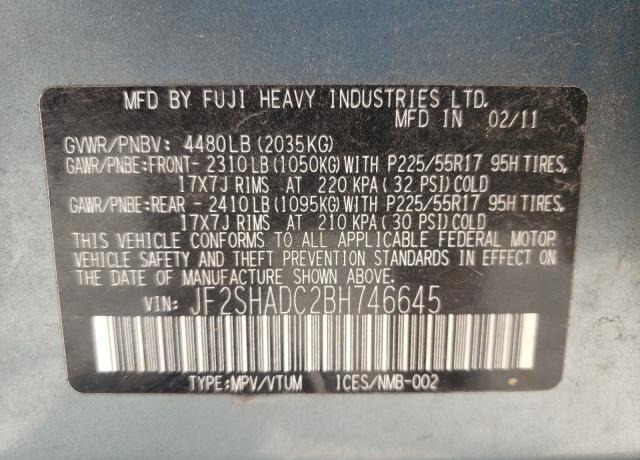 MFD BY FUJI HEAVY INDUSTRIES LTD.
MFD IN 02/11
GVWR/PNBV: 4480LB (2035KG)
GAWR/PNBE:FRONT- 2310 LB (1050KG) WITH P225/55R17 95H TIRES,
17X7J RIMS AT 220 KPA ( 32 PSI) COLD
GAWR/PNBE:REAR - 2410 LB (1095KG) WITH P225/55R17 95H TIRES,
17X7J RIMS AT 210 KPA ( 30 PSI) COLD
THIS VEHICLE CONFORMS TO ALL APPLICABLE FEDERAL MOTOR
VEHICLE SAFETY AND THEFT PREVENTION STANDARDS IN EFFECT ON
THE DATE OF MANUFACTURE SHOWN ABOVE.
VIN: JF2SHADC2BH746645
TYPE:MPV/VTUM ICES/NMB-002